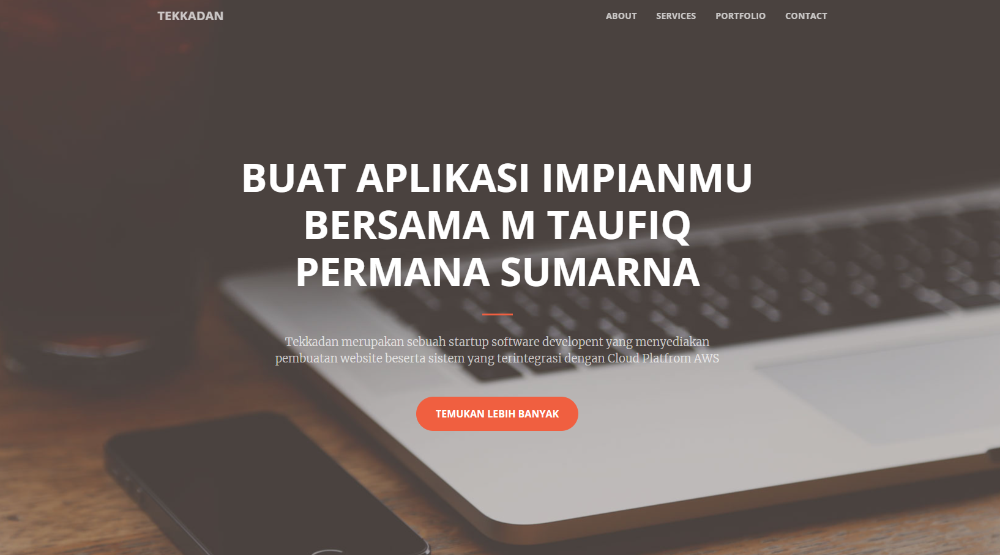 TEKKADAN
ABOUT SERVICES PORTFOLIO CONTACT
BUAT APLIKASI IMPIANMU
BERSAMA M TAUFIQ
PERMANA SUMARNA
Tekkadan merupakan sebuah startup software developent yang menyediakan
pembuatan website beserta sistem yang terintegrasi dengan Cloud Platfrom AWS
TEMUKAN LEBIH BANYAK